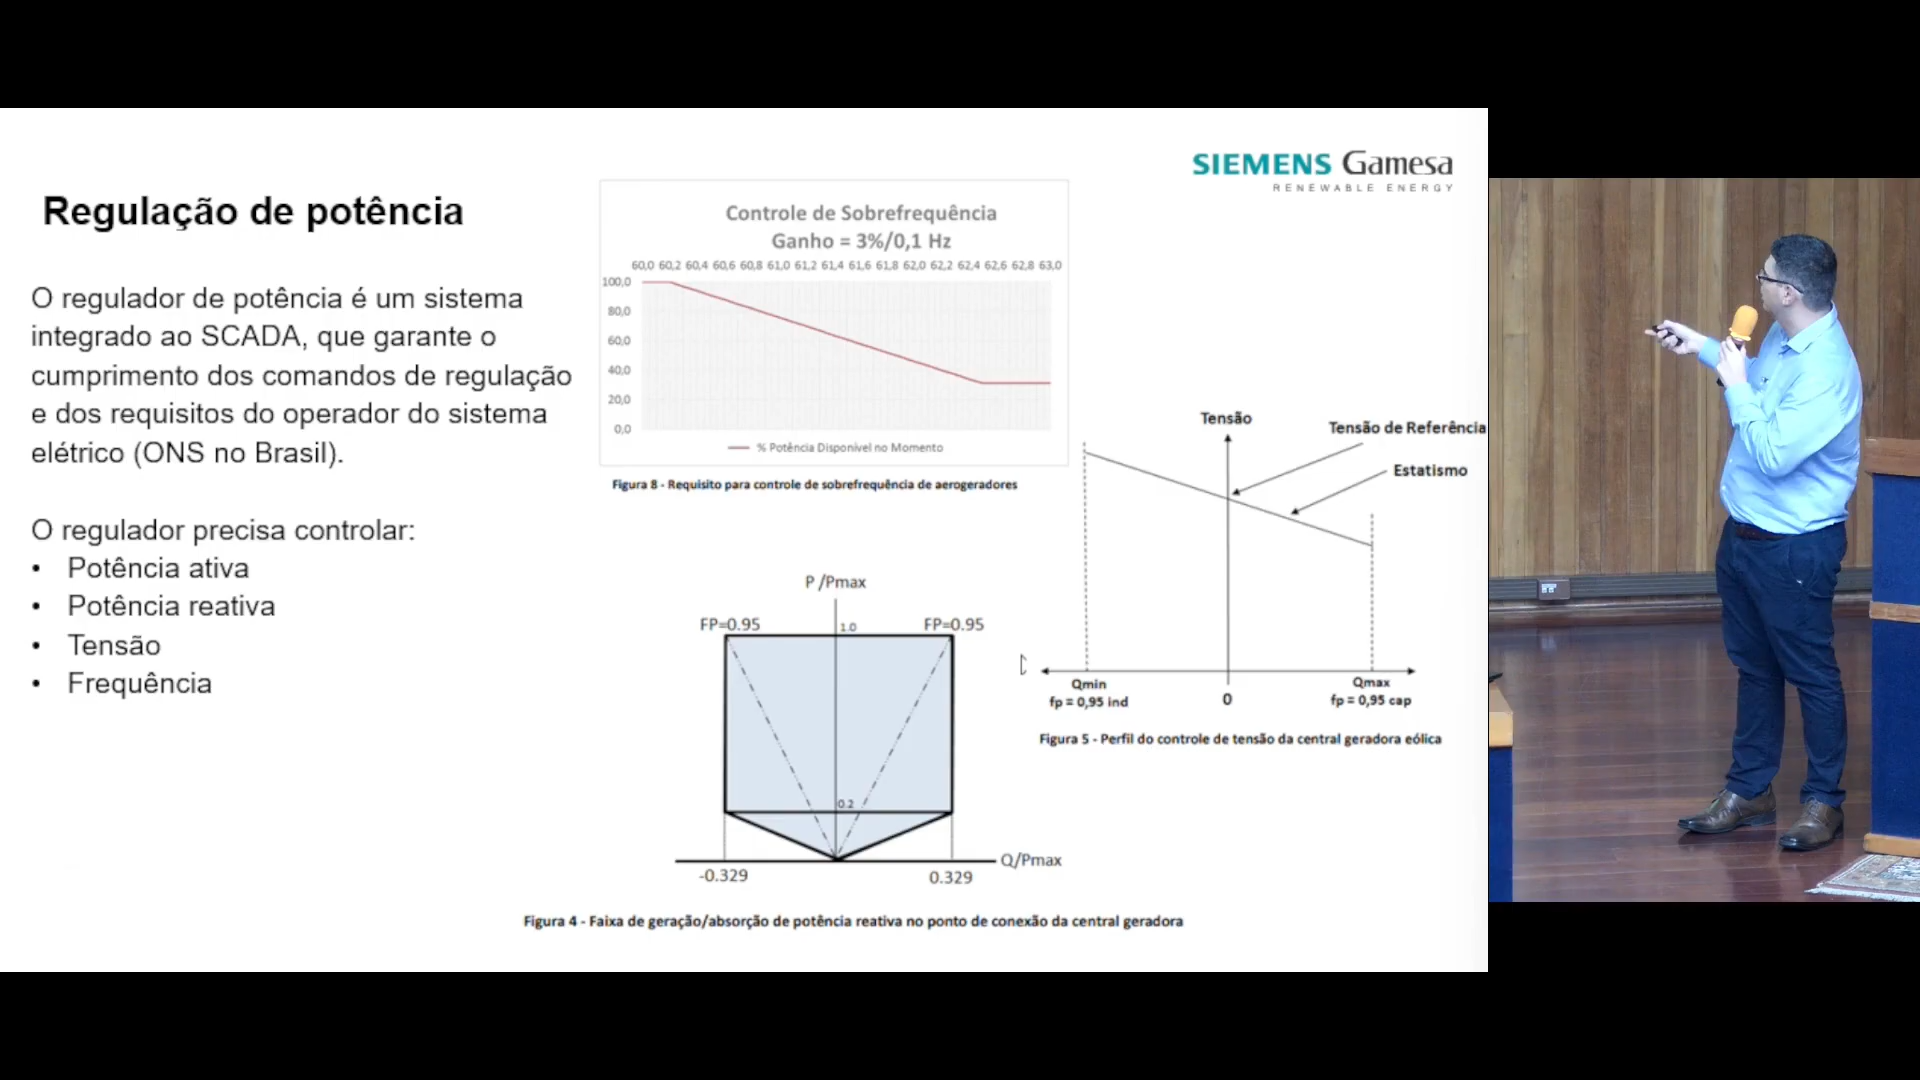 SIEMENS Gamesa
RENEWABLE ENERGY
Regulação de potência
O regulador de potência é um sistema
integrado ao SCADA, que garante o
cumprimento dos comandos de regulação
e dos requisitos do operador do sistema
elétrico (ONS no Brasil).
O regulador precisa controlar:
• Potência ativa
• Potência reativa
• Tensão
• Frequência
Controle de Sobrefrequência
Ganho = 3%/0,1 Hz
60,0 60,2 60,4 60,6 60,8 61,0 61,2 61,4 61,6 61,8 62,0 62,2 62,4 62,6 62,8 63,0
100,0
80,0
60,0
40,0
20,0
0,0
% Potência Disponível no Momento
Figura 8 - Requisito para controle de sobrefrequência de aerogeradores
Tensão
Tensão de Referência
Estatismo
Qmin
fp = 0,95 ind
0
Qmax
fp = 0,95 cap
Figura 5 - Perfil do controle de tensão da central geradora eólica
P /Pmax
FP=0.95
1.0
FP=0.95
0.2
Q/Pmax
-0.329
0.329
Figura 4 - Faixa de geração/absorção de potência reativa no ponto de conexão da central geradora